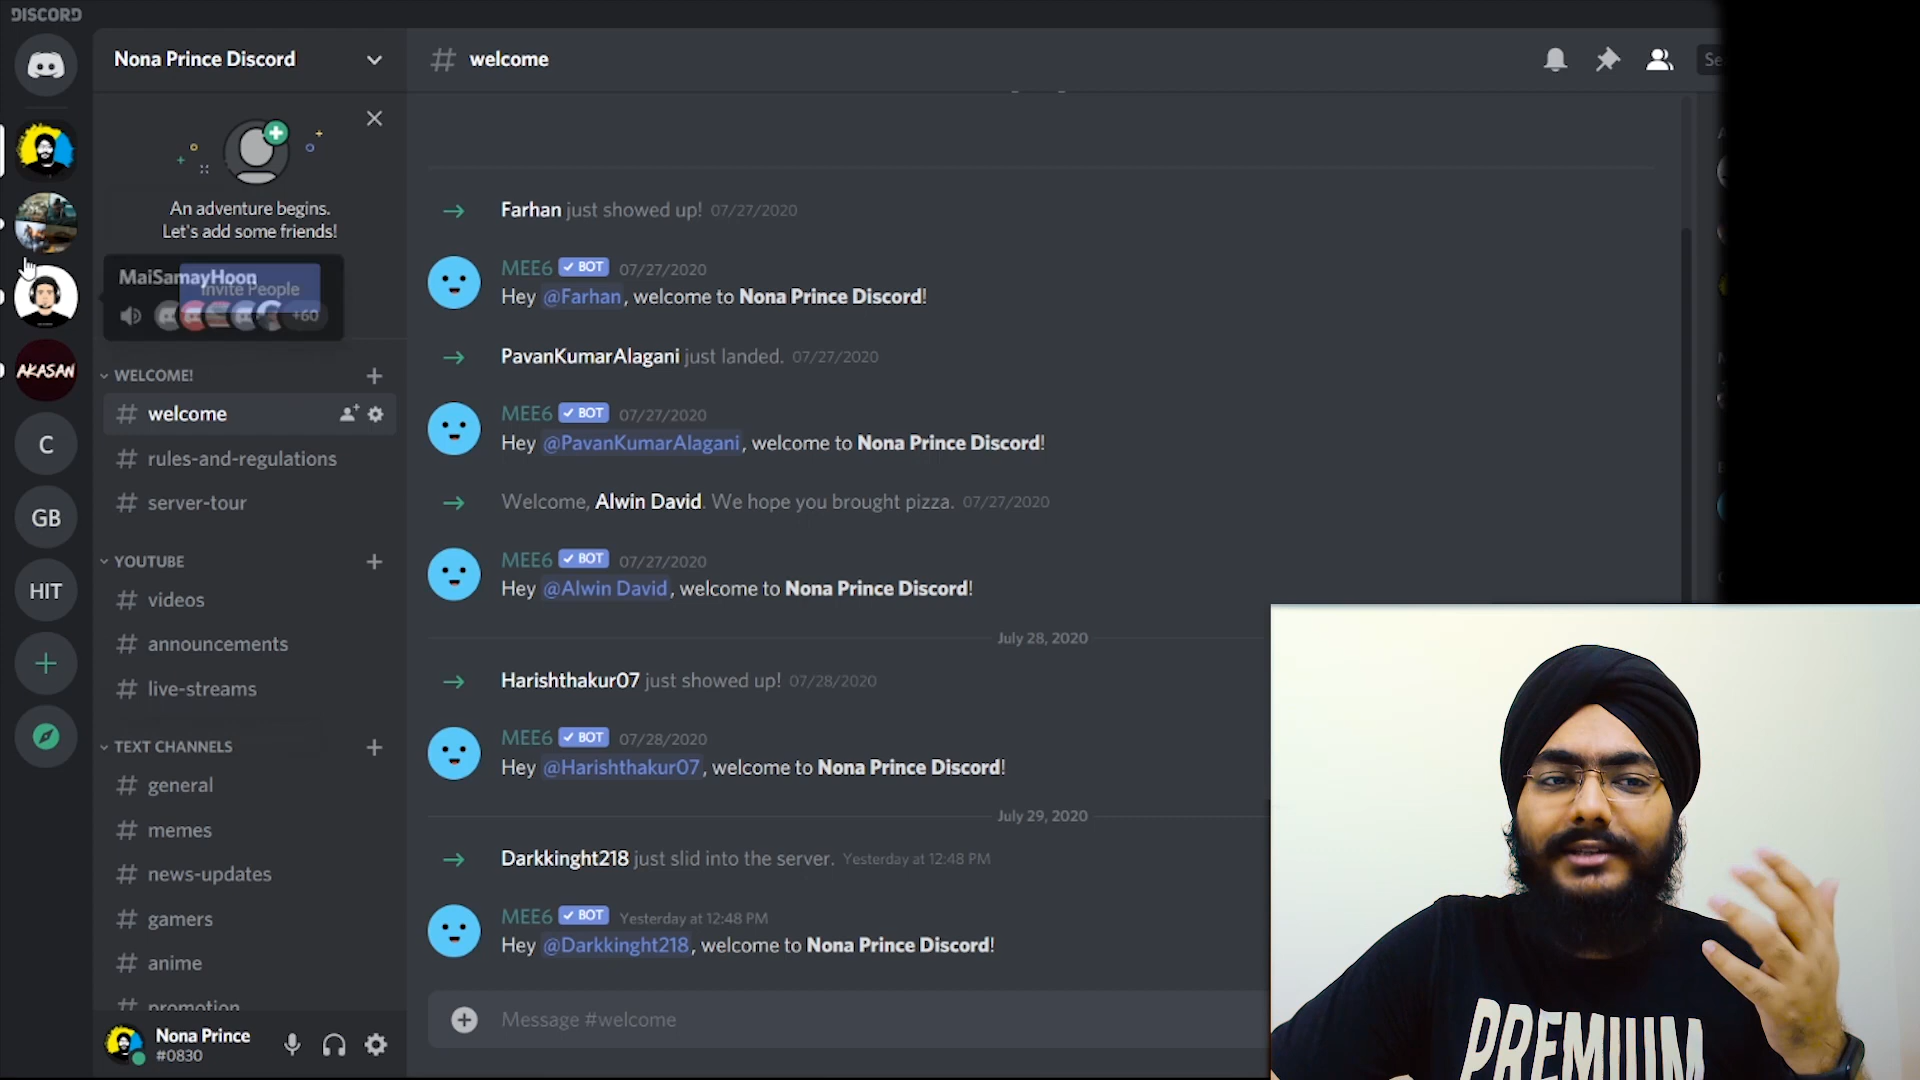 DISCORD
Nona Prince Discord
# welcome
Se
An adventure begins.
Let's add some friends!
MaiSamayHoon
Invite People
+60
AKASAN
C
GB
HIT
WELCOME!
# welcome
# rules-and-regulations
# server-tour
YOUTUBE
# videos
# announcements
# live-streams
TEXT CHANNELS
# general
# memes
# news-updates
# gamers
# anime
# promotion
Nona Prince
#0830
Farhan just showed up! 07/27/2020
MEE6 BOT 07/27/2020
Hey @Farhan, welcome to Nona Prince Discord!
PavanKumarAlagani just landed. 07/27/2020
MEE6 BOT 07/27/2020
Hey @PavanKumarAlagani, welcome to Nona Prince Discord!
Welcome, Alwin David. We hope you brought pizza. 07/27/2020
MEE6 BOT 07/27/2020
Hey @Alwin David, welcome to Nona Prince Discord!
July 28, 2020
Harishthakur07 just showed up! 07/28/2020
MEE6 BOT 07/28/2020
Hey @Harishthakur07, welcome to Nona Prince Discord!
July 29, 2020
Darkkinght218 just slid into the server. Yesterday at 12:48 PM
MEE6 BOT Yesterday at 12:48 PM
Hey @Darkkinght218, welcome to Nona Prince Discord!
Message #welcome
PREMIUM